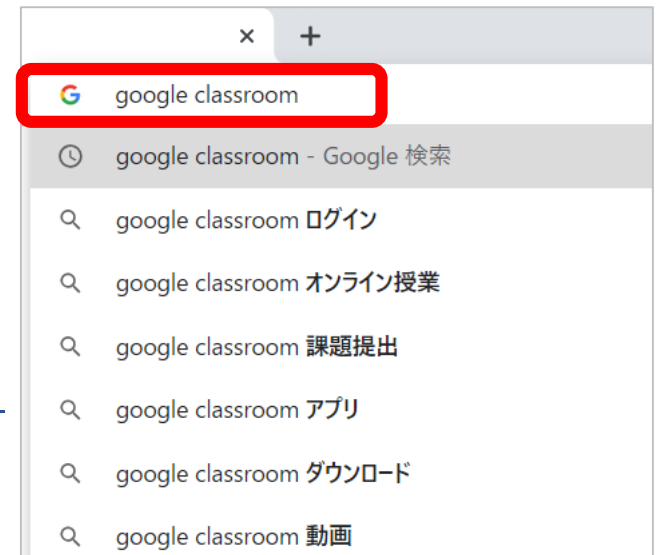 google classroom
google classroom - Google 検索
google classroom ログイン
google classroom オンライン授業
google classroom 課題提出
google classroom アプリ
google classroom ダウンロード
google classroom 動画